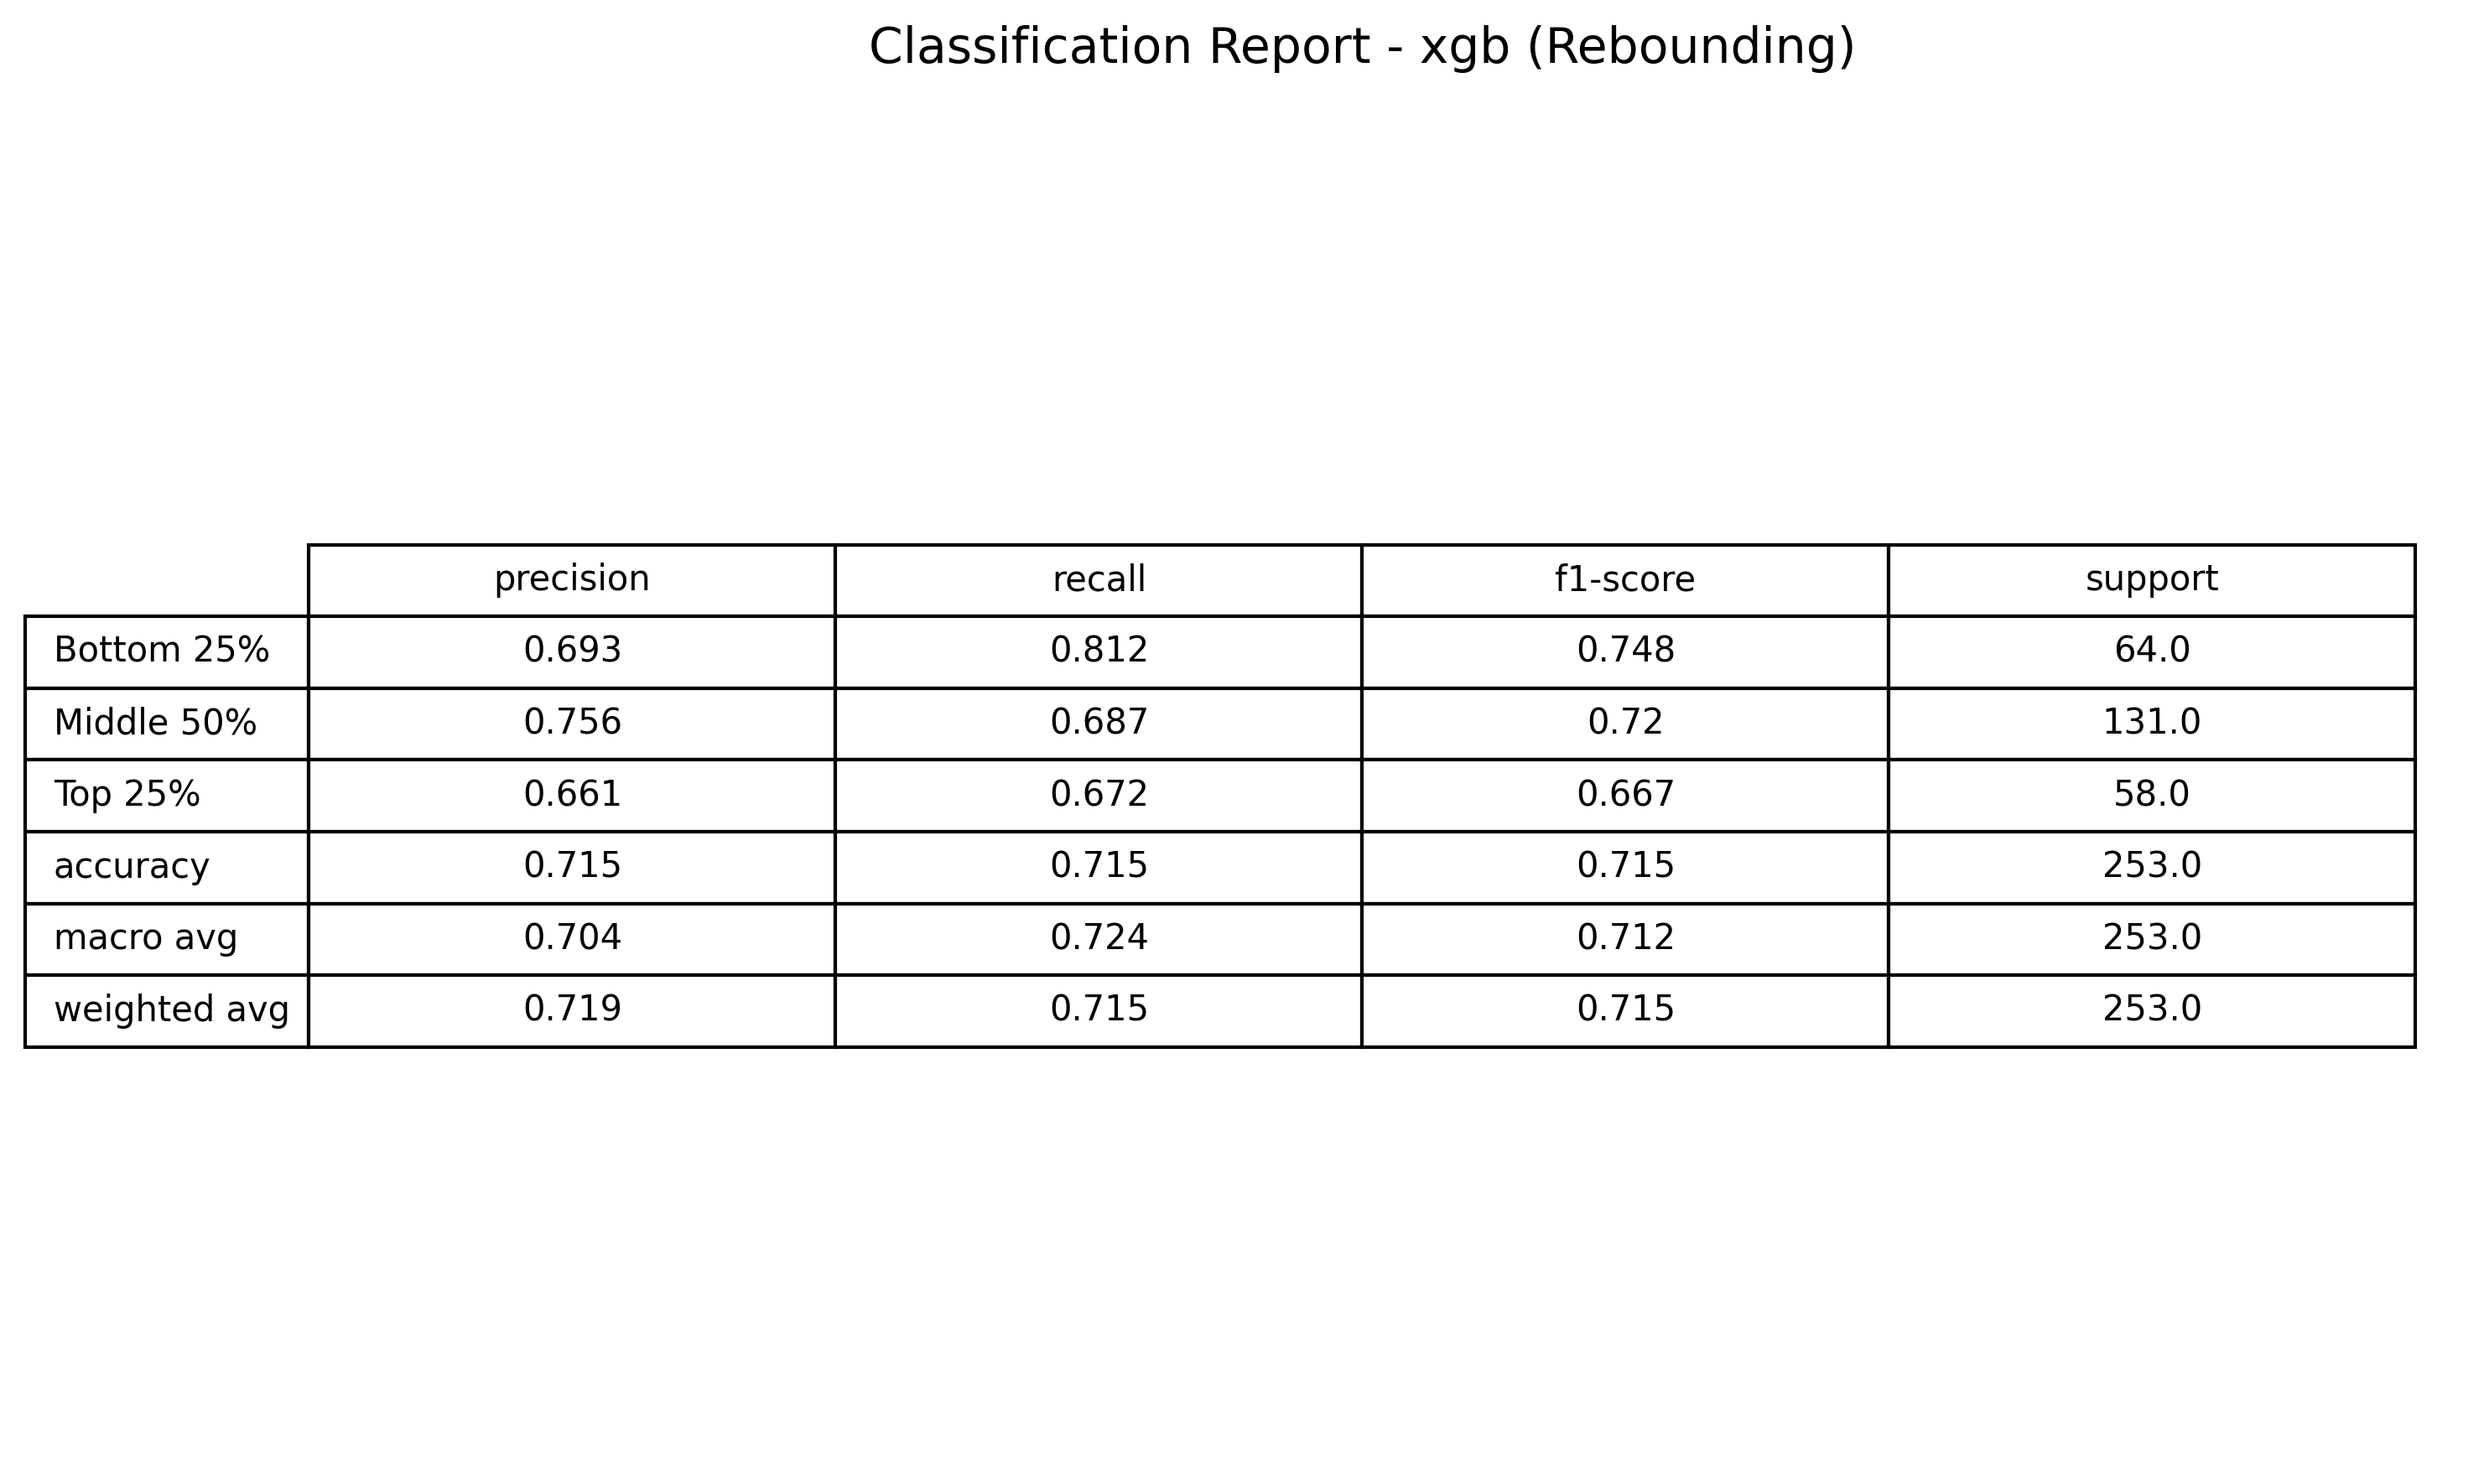 Classification Report - xgb (Rebounding)
precision recall f1-score support
Bottom 25% 0.693 0.812 0.748 64.0
Middle 50% 0.756 0.687 0.72 131.0
Top 25% 0.661 0.672 0.667 58.0
accuracy 0.715 0.715 0.715 253.0
macro avg 0.704 0.724 0.712 253.0
weighted avg 0.719 0.715 0.715 253.0